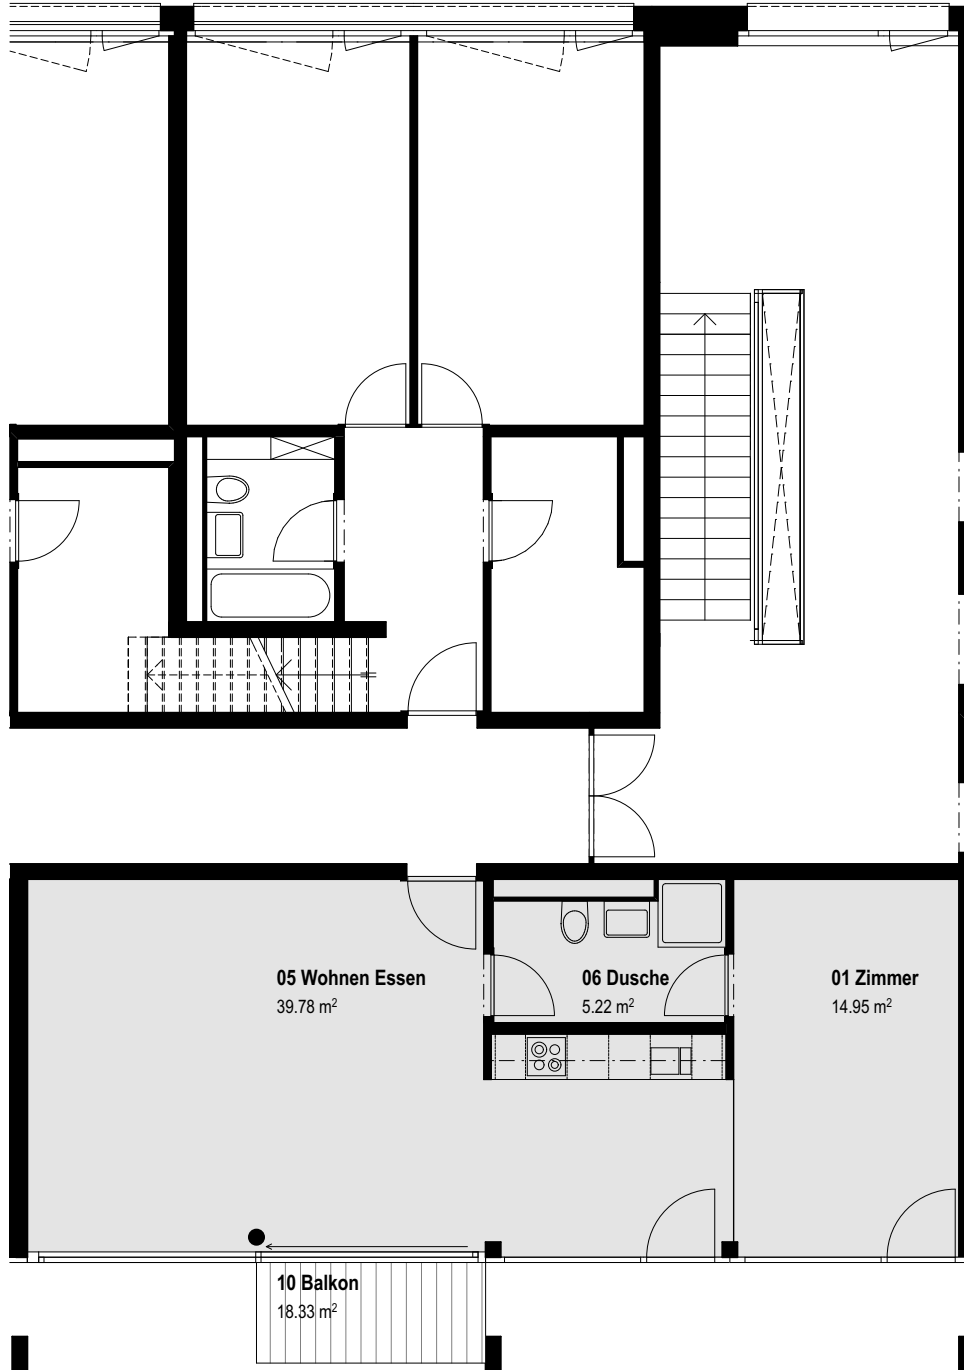 05 Wohnen Essen
39.78 m²
06 Dusche
5.22 m²
01 Zimmer
14.95 m²
10 Balkon
18.33 m²